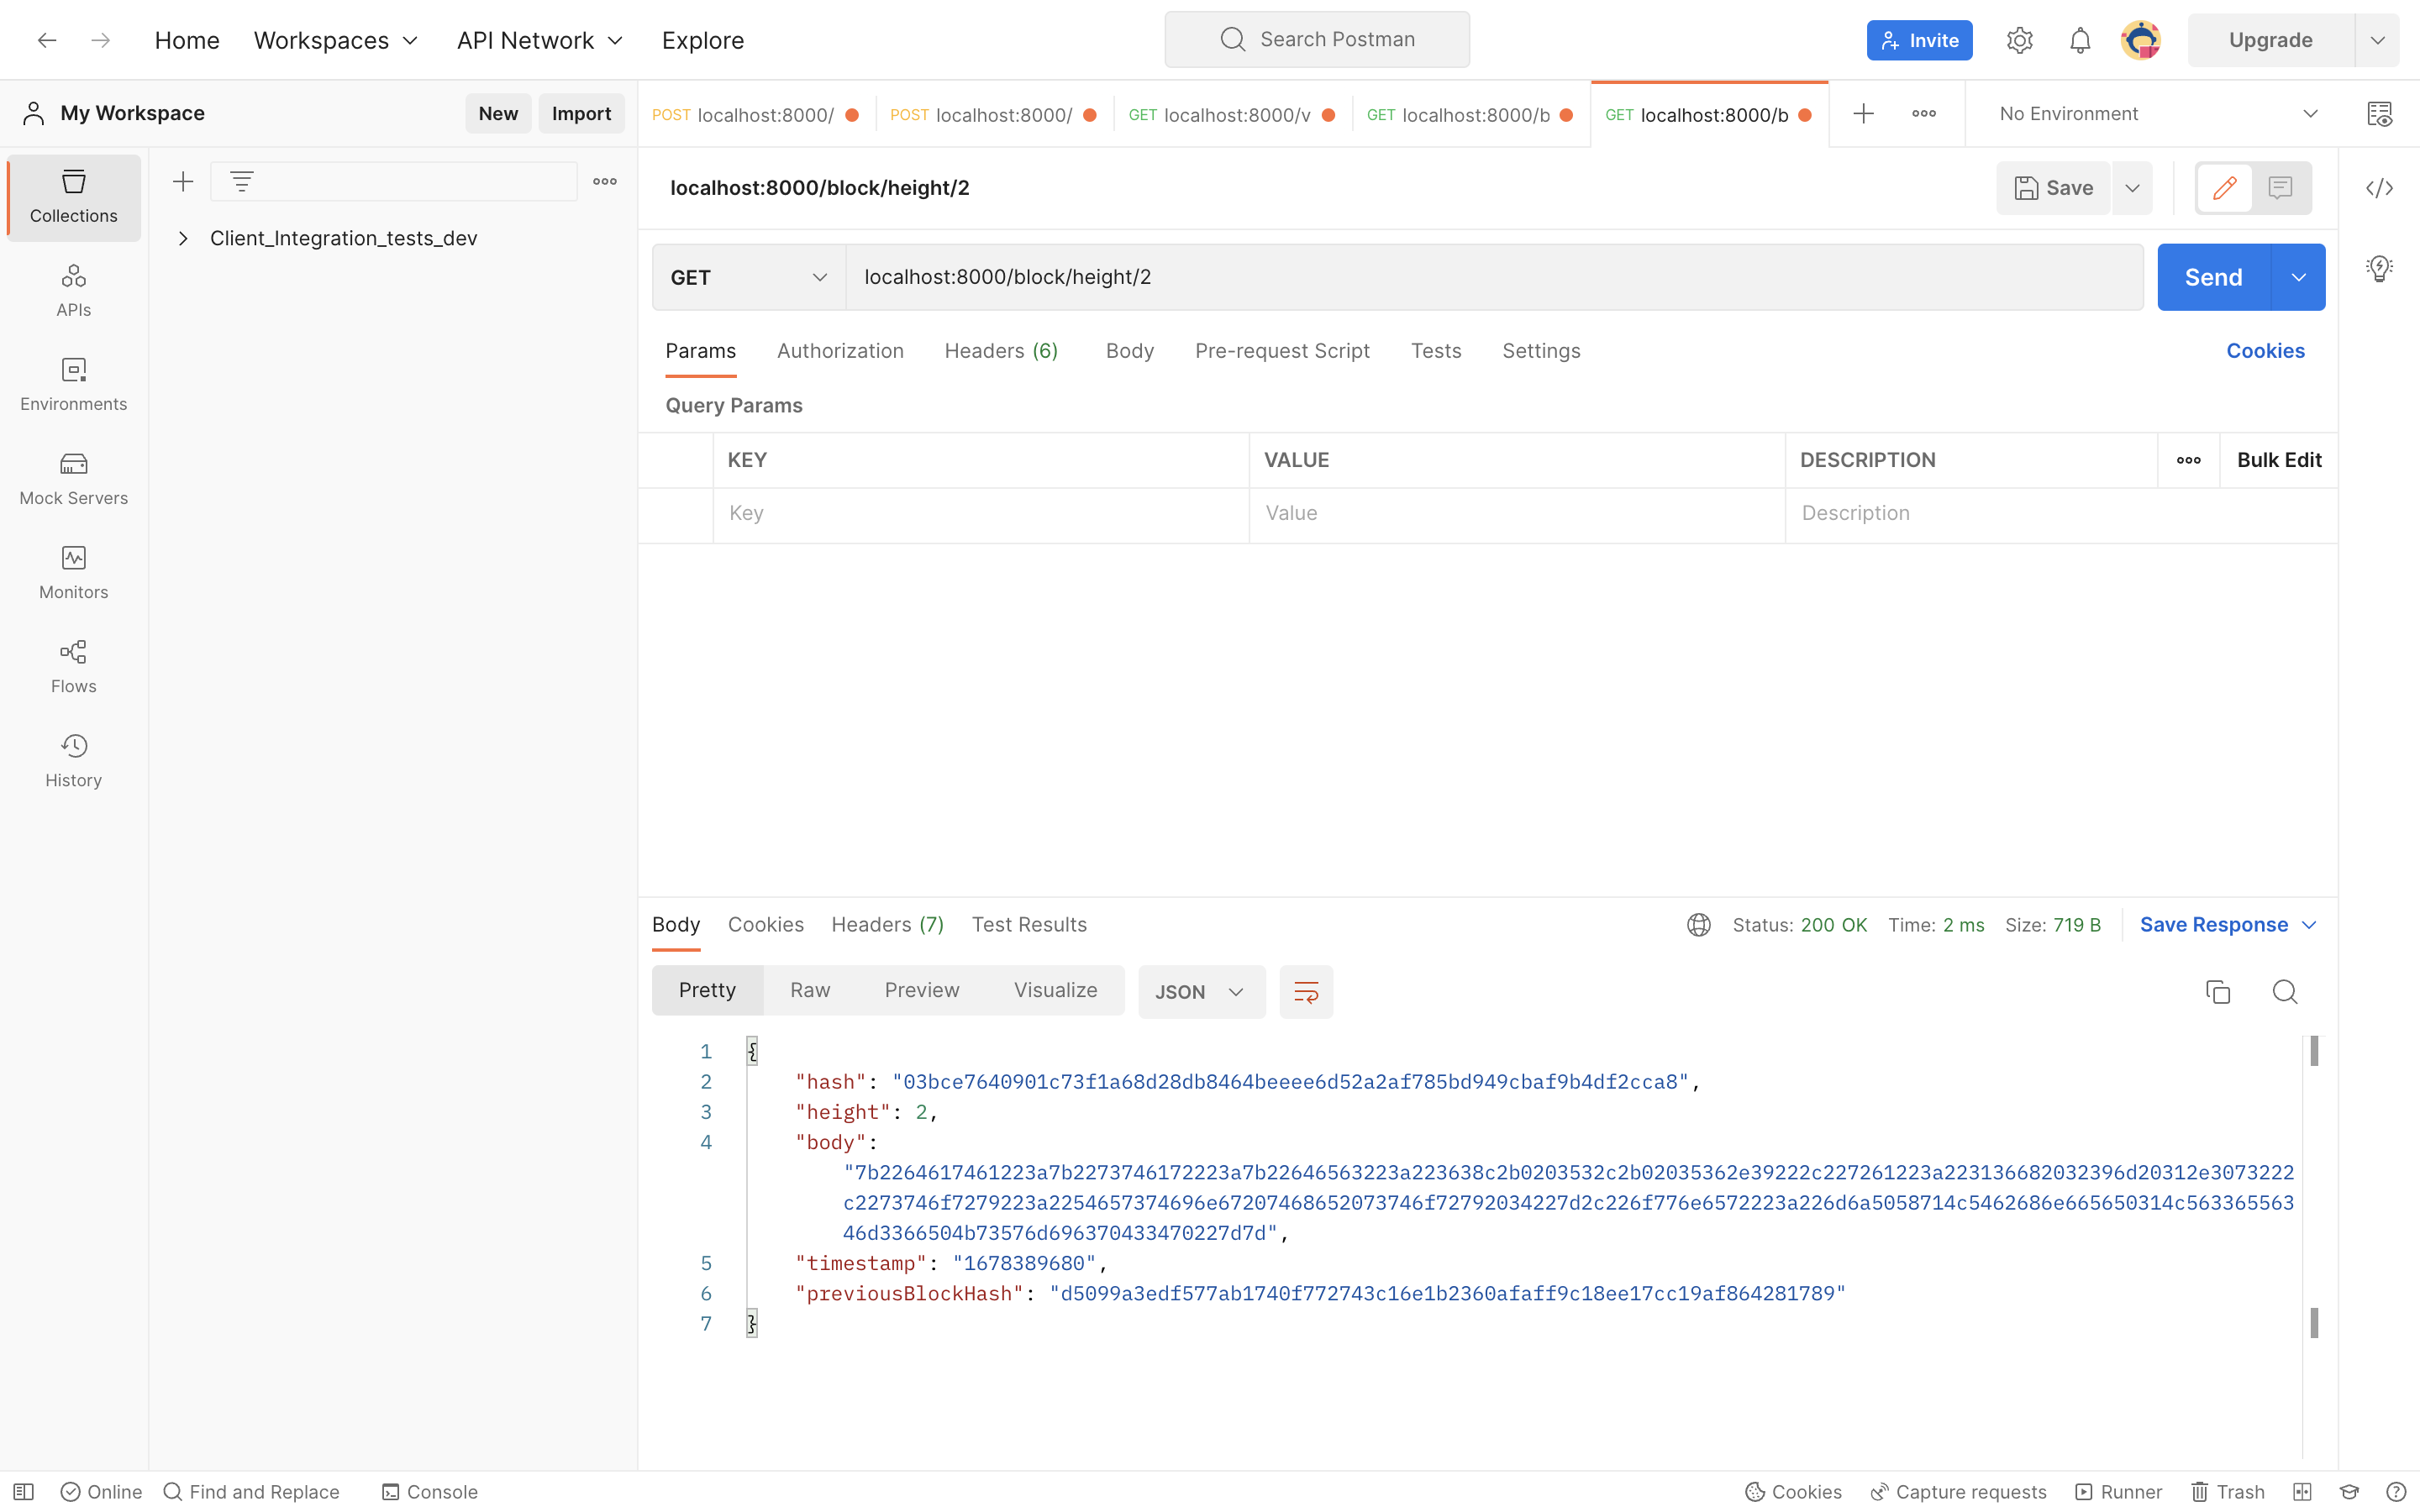 Home Workspaces API Network Explore Search Postman Invite Upgrade
My Workspace New Import POST localhost:8000/ POST localhost:8000/ GET localhost:8000/v GET localhost:8000/b GET localhost:8000/b No Environment
Collections
APIs
Environments
Mock Servers
Monitors
Flows
History
Client_Integration_tests_dev
localhost:8000/block/height/2 Save
GET localhost:8000/block/height/2 Send
Params Authorization Headers (6) Body Pre-request Script Tests Settings Cookies
Query Params
KEY VALUE DESCRIPTION Bulk Edit
Key Value Description
Body Cookies Headers (7) Test Results Status: 200 OK Time: 2 ms Size: 719 B Save Response
Pretty Raw Preview Visualize JSON
1 {
2 "hash": "03bce7640901c73f1a68d28db8464beeee6d52a2af785bd949cbaf9b4df2cca8",
3 "height": 2,
4 "body":
"7b2264617461223a7b2273746172223a7b22646563223a223638c2b0203532c2b02035362e39222c227261223a223136682032396d20312e3073222
c2273746f7279223a2254657374696e67207468652073746f72792034227d2c226f776e6572223a226d6a5058714c5462686e665650314c563365563
46d3366504b73576d696370433470227d7d",
5 "timestamp": "1678389680",
6 "previousBlockHash": "d5099a3edf577ab1740f772743c16e1b2360afaff9c18ee17cc19af864281789"
7 }
Online Find and Replace Console Cookies Capture requests Runner Trash